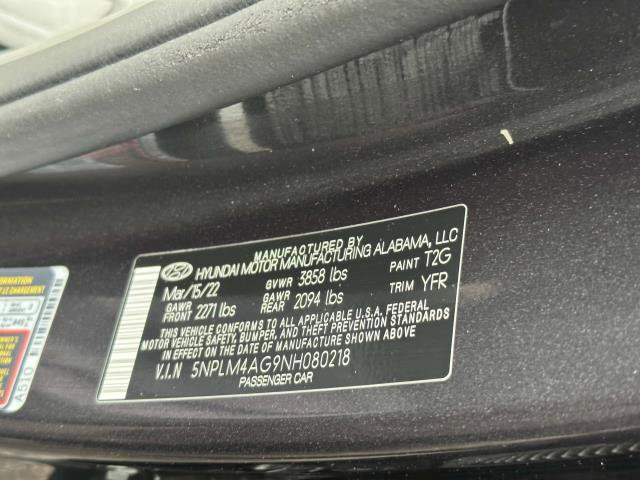 MANUFACTURED BY
HYUNDAI MOTOR MANUFACTURING ALABAMA, LLC
Mar/15/22 GVWR 3858 lbs PAINT T2G
GAWR FRONT 2271 lbs GAWR REAR 2094 lbs TRIM YFR
THIS VEHICLE CONFORMS TO ALL APPLICABLE U.S.A. FEDERAL
MOTOR VEHICLE SAFETY, BUMPER, AND THEFT PREVENTION
STANDARDS IN EFFECT ON THE DATE OF MANUFACTURE SHOWN ABOVE
V.I.N 5NPLM4AG9NH080218
PASSENGER CAR
A510